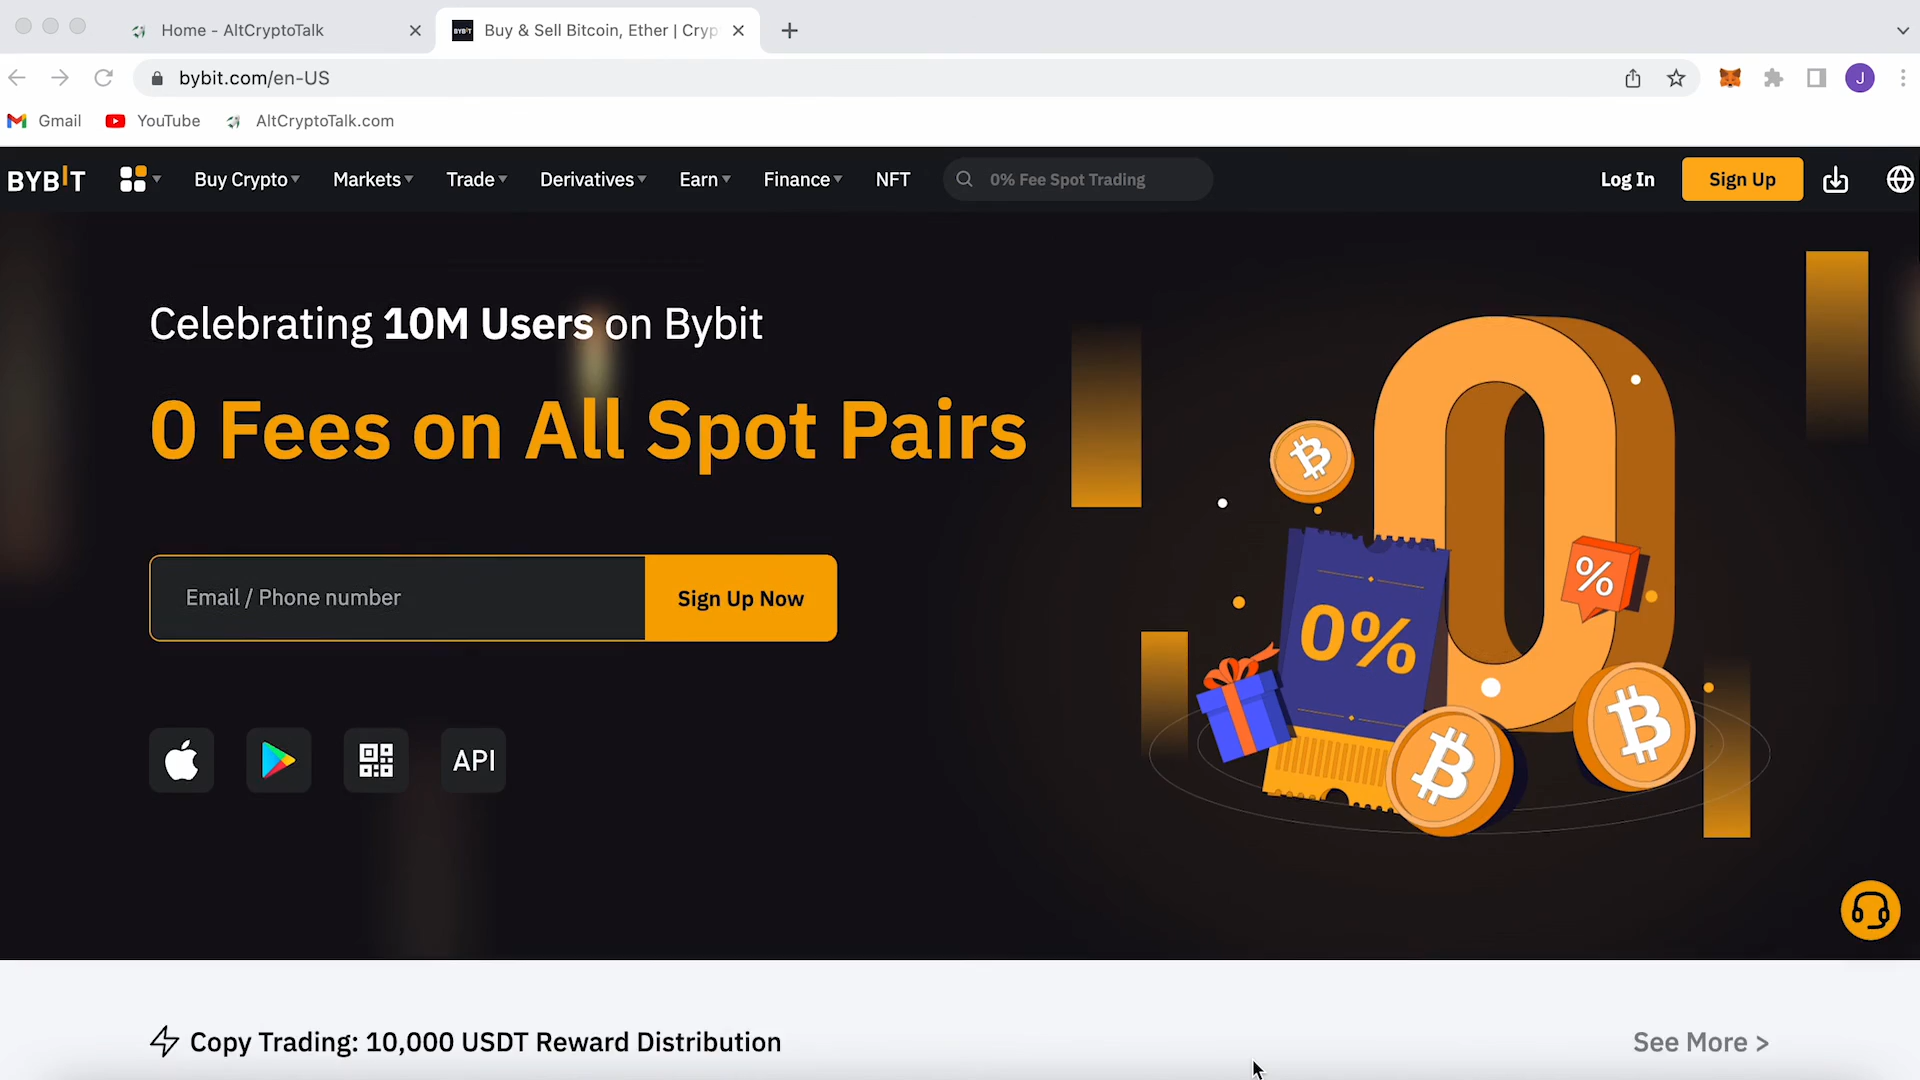 Home - AltCryptoTalk
BYBIT
Buy & Sell Bitcoin, Ether | Cryp
bybit.com/en-US
J
Gmail
YouTube
AltCryptoTalk.com
BYBIT
Buy Crypto
Markets
Trade
Derivatives
Earn
Finance
NFT
0% Fee Spot Trading
Log In
Sign Up
Celebrating 10M Users on Bybit
0 Fees on All Spot Pairs
Email / Phone number
Sign Up Now
API
0
%
0%
Copy Trading: 10,000 USDT Reward Distribution
See More >